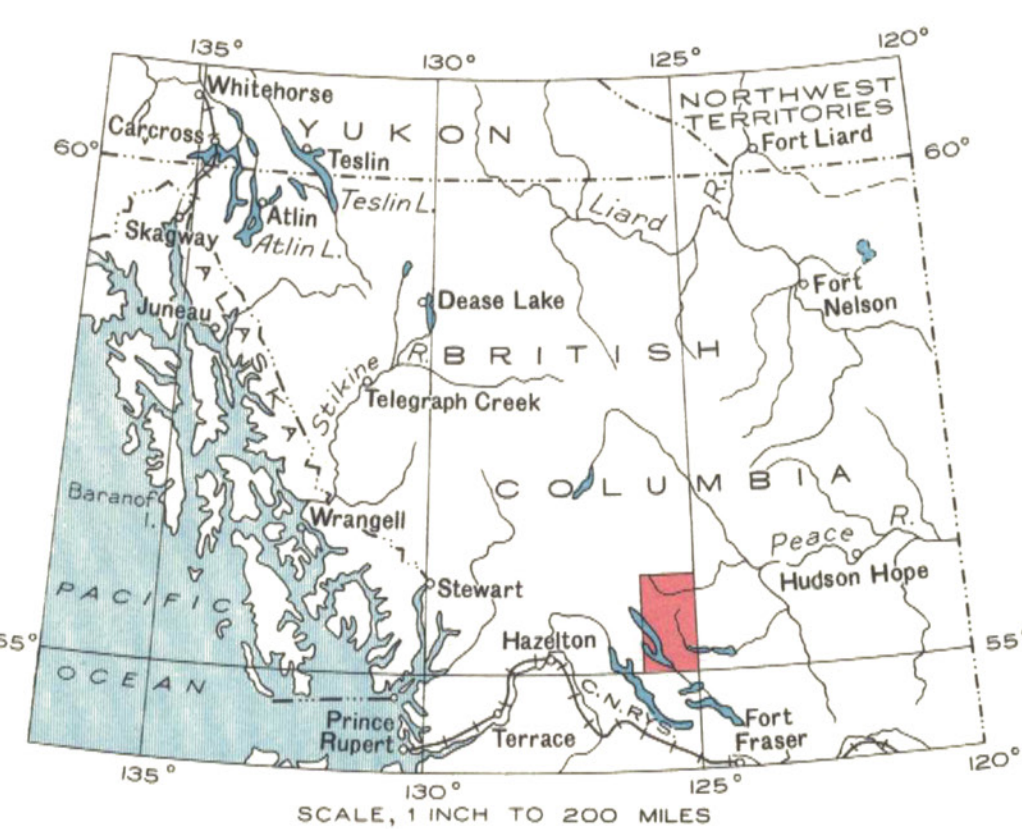 135°
130°
125°
120°
Whitehorse
NORTHWEST
TERRITORIES
Carcross
YUKON
Fort Liard
60°
Teslin
60°
Teslin L.
R.
Liard
Atlin
Skagway
Atlin L.
ALASKA
Fort
Nelson
Dease Lake
Juneau
R.
BRITISH
Stikine
Telegraph Creek
COLUMBIA
Baranof
I.
Wrangell
R.
Peace
Hudson Hope
Stewart
PACIFIC
Hazelton
55°
55°
OCEAN
C.N.RYS.
Prince
Rupert
Terrace
Fort
Fraser
135°
130°
125°
120°
SCALE, 1 INCH TO 200 MILES